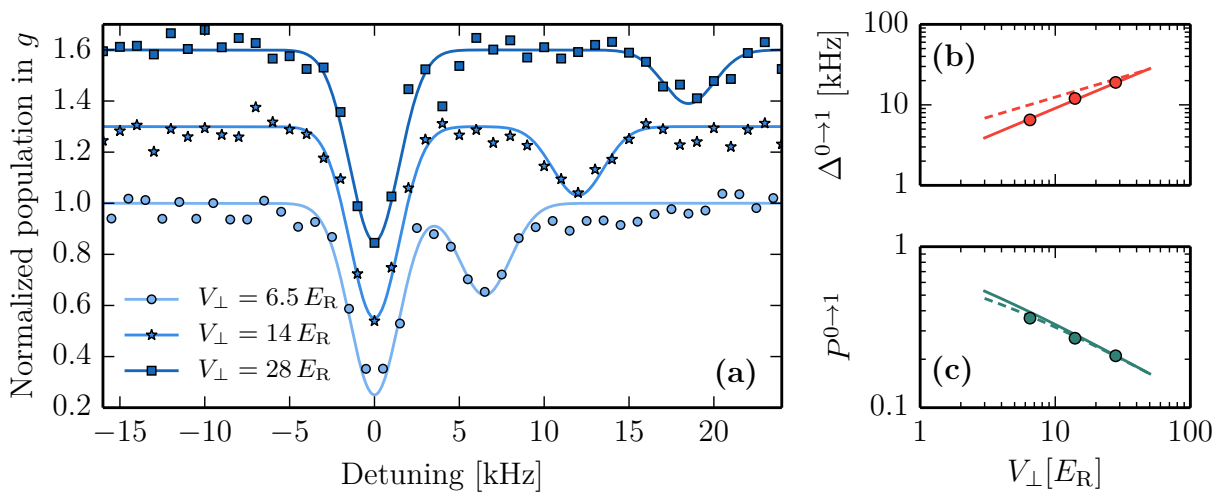 Normalized population in g
1.6
1.4
1.2
1.0
0.8
0.6
0.4
0.2
V⊥ = 6.5 E_R
V⊥ = 14 E_R
V⊥ = 28 E_R
(a)
−15 −10 −5 0 5 10 15 20
Detuning [kHz]
Δ^{0→1} [kHz]
100
10
1
(b)
P^{0→1}
1
0.1
(c)
1 10 100
V⊥[E_R]